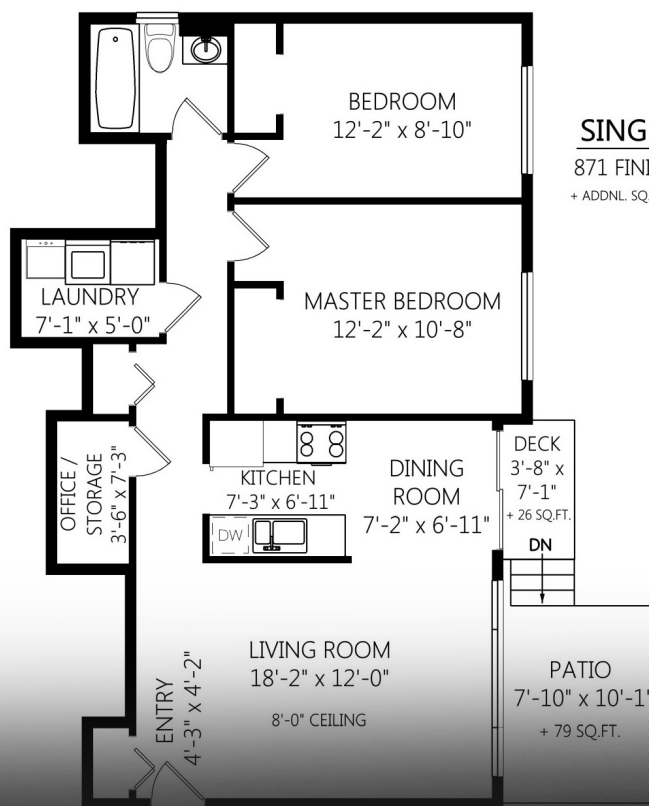 BEDROOM
12'-2" x 8'-10"
SING
871 FINI
+ ADDNL. SQ.
LAUNDRY
7'-1" x 5'-0"
MASTER BEDROOM
12'-2" x 10'-8"
OFFICE /
STORAGE
3'-6" x 7'-3"
KITCHEN
7'-3" x 6'-11"
DW
DINING
ROOM
7'-2" x 6'-11"
DECK
3'-8" x
7'-1"
+ 26 SQ.FT.
DN
LIVING ROOM
18'-2" x 12'-0"
8'-0" CEILING
ENTRY
4'-3" x 4'-2"
PATIO
7'-10" x 10'-1"
+ 79 SQ.FT.